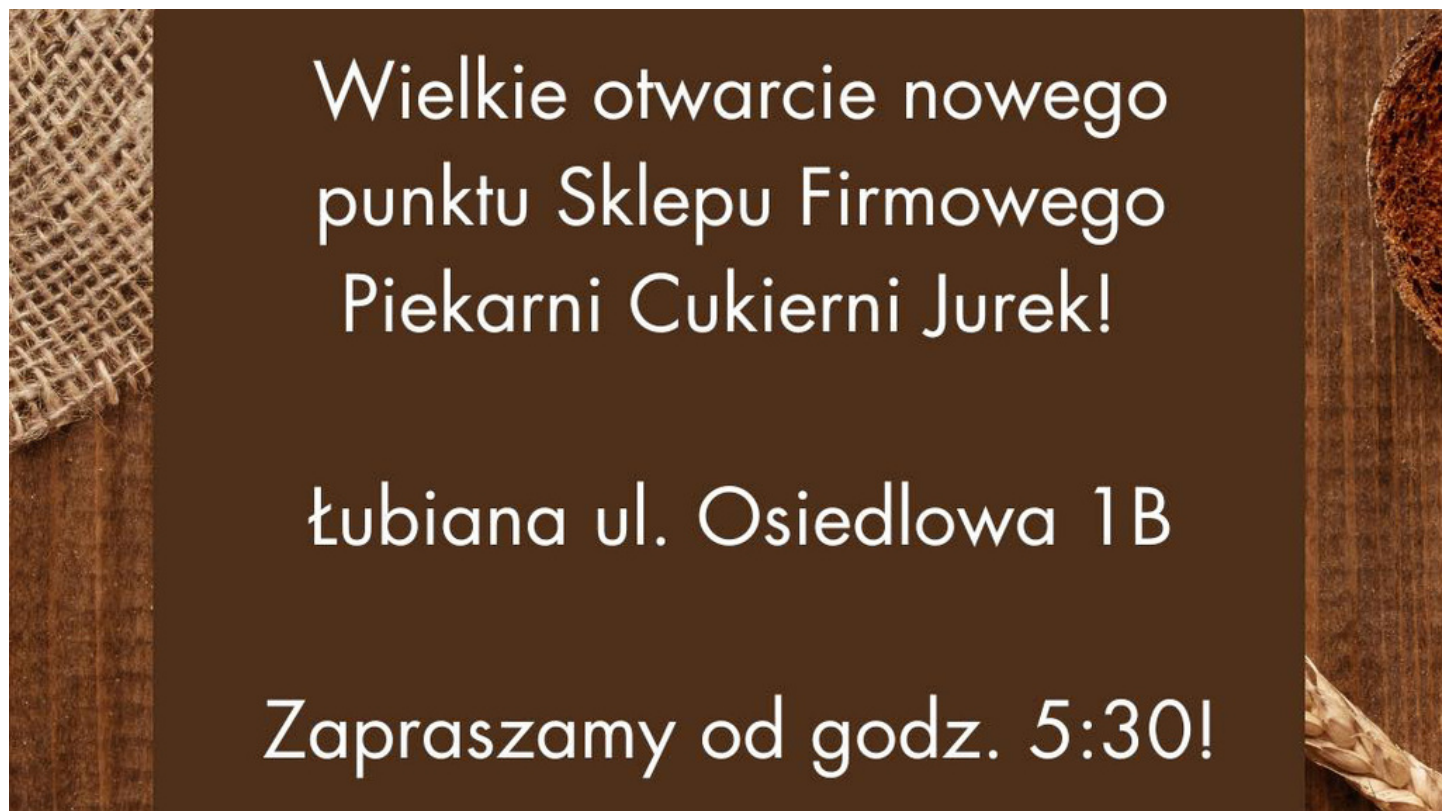 Wielkie otwarcie nowego
punktu Sklepu Firmowego
Piekarni Cukierni Jurek!
Łubiana ul. Osiedlowa 1B
Zapraszamy od godz. 5:30!